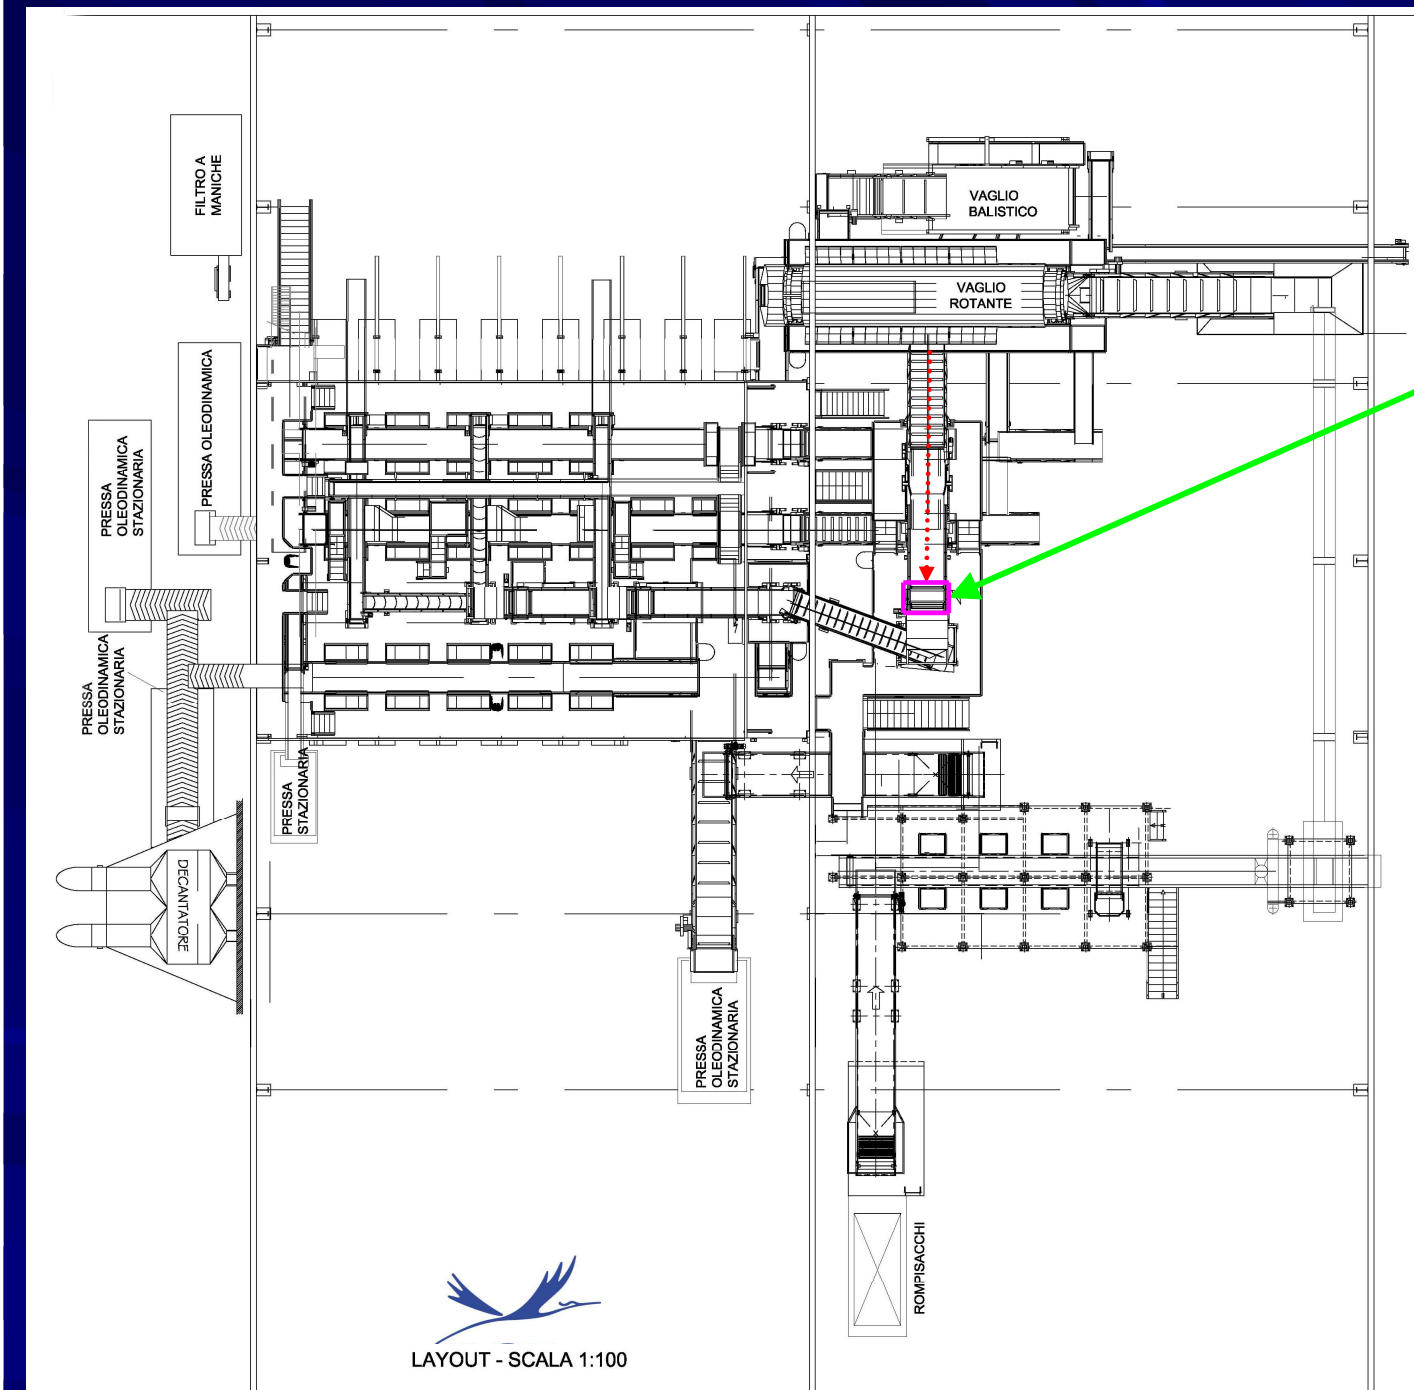 FILTRO A
MANICHE
VAGLIO
BALISTICO
VAGLIO
ROTANTE
PRESSA OLEODINAMICA
PRESSA
OLEODINAMICA
STAZIONARIA
PRESSA
OLEODINAMICA
STAZIONARIA
PRESSA
STAZIONARIA
DECANTATORE
PRESSA
OLEODINAMICA
STAZIONARIA
ROMPISACCHI
LAYOUT - SCALA 1:100